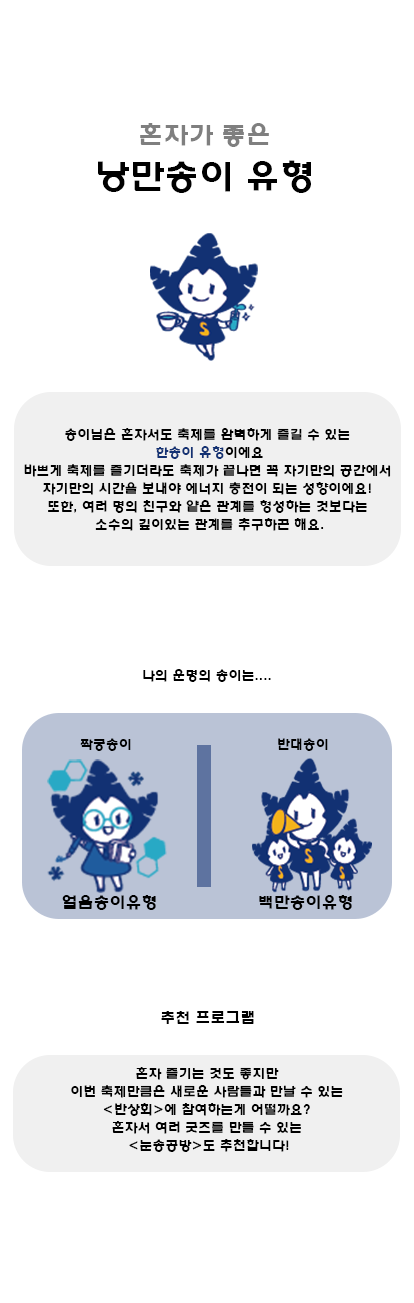 혼자가 좋은
낭만송이 유형
S
송이님은 혼자서도 축제를 완벽하게 즐길 수 있는
한송이 유형이에요
바쁘게 축제를 즐기더라도 축제가 끝나면 꼭 자기만의 공간에서
자기만의 시간을 보내야 에너지 충전이 되는 성향이에요!
또한, 여러 명의 친구와 얕은 관계를 형성하는 것보다는
소수의 깊이있는 관계를 추구하곤 해요.
나의 운명의 송이는....
짝궁송이
반대송이
S
S
S
얼음송이유형
백만송이유형
추천 프로그램
혼자 즐기는 것도 좋지만
이번 축제만큼은 새로운 사람들과 만날 수 있는
<반상회>에 참여하는게 어떨까요?
혼자서 여러 굿즈를 만들 수 있는
<눈송공방>도 추천합니다!